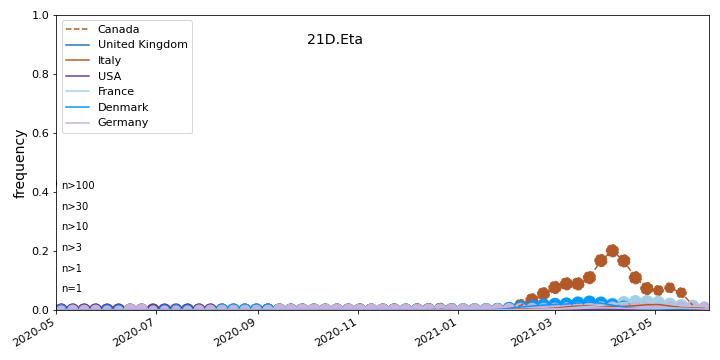 21D.Eta
Canada
United Kingdom
Italy
USA
France
Denmark
Germany
frequency
1.0
0.8
0.6
0.4
0.2
0.0
n>100
n>30
n>10
n>3
n>1
n=1
2020-05
2020-07
2020-09
2020-11
2021-01
2021-03
2021-05